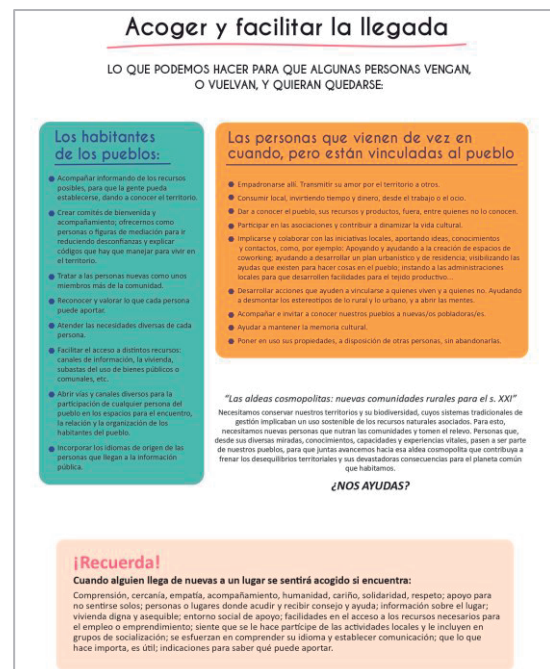 Acoger y facilitar la llegada
LO QUE PODEMOS HACER PARA QUE ALGUNAS PERSONAS VENGAN,
O VUELVAN, Y QUIERAN QUEDARSE:
Los habitantes
de los pueblos:
Acompañar informando de los recursos
posibles, para que la gente pueda
establecerse, dando a conocer el territorio.
Crear comités de bienvenida y
acompañamiento; ofrecernos como
personas o figuras de mediación para ir
reduciendo desconfianzas y explicar
códigos que hay que manejar para vivir en
el territorio.
Tratar a las personas nuevas como unos
miembros más de la comunidad.
Reconocer y valorar lo que cada persona
puede aportar.
Atender las necesidades diversas de cada
persona.
Facilitar el acceso a distintos recursos:
canales de información, la vivienda,
subastas del uso de bienes públicos o
comunales, etc.
Abrir vías y canales diversos para la
participación de cualquier persona del
pueblo en los espacios para el encuentro,
la relación y la organización de los
habitantes del pueblo.
Incorporar los idiomas de origen de las
personas que llegan a la información
pública.
Las personas que vienen de vez en
cuando, pero están vinculadas al pueblo
Empadronarse allí. Transmitir su amor por el territorio a otros.
Consumir local, invirtiendo tiempo y dinero, desde el trabajo o el ocio.
Dar a conocer el pueblo, sus recursos y productos, fuera, entre quienes no lo conocen.
Participar en las asociaciones y contribuir a dinamizar la vida cultural.
Implicarse y colaborar con las iniciativas locales, aportando ideas, conocimientos
y contactos, como, por ejemplo: Apoyando y ayudando a la creación de espacios de
coworking; ayudando a desarrollar un plan urbanístico y de residencia; visibilizando las
ayudas que existen para hacer cosas en el pueblo; instando a las administraciones
locales para que desarrollen facilidades para el tejido productivo...
Desarrollar acciones que ayuden a vincularse a quienes viven y a quienes no. Ayudando
a desmontar los estereotipos de lo rural y lo urbano, y a abrir las mentes.
Acompañar e invitar a conocer nuestros pueblos a nuevas/os pobladoras/es.
Ayudar a mantener la memoria cultural.
Poner en uso sus propiedades, a disposición de otras personas, sin abandonarlas.
“Las aldeas cosmopolitas: nuevas comunidades rurales para el s. XXI”
Necesitamos conservar nuestros territorios y su biodiversidad, cuyos sistemas tradicionales de
gestión implicaban un uso sostenible de los recursos naturales asociados. Para esto,
necesitamos nuevas personas que nutran las comunidades y tomen el relevo. Personas que,
desde sus diversas miradas, conocimientos, capacidades y experiencias vitales, pasen a ser parte
de nuestros pueblos, para que juntas avancemos hacia esa aldea cosmopolita que contribuya a
frenar los desequilibrios territoriales y sus devastadoras consecuencias para el planeta común
que habitamos.
¿NOS AYUDAS?
¡Recuerda!
Cuando alguien llega de nuevas a un lugar se sentirá acogido si encuentra:
Comprensión, cercanía, empatía, acompañamiento, humanidad, cariño, solidaridad, respeto; apoyo para
no sentirse solos; personas o lugares donde acudir y recibir consejo y ayuda; información sobre el lugar;
vivienda digna y asequible; entorno social de apoyo; facilidades en el acceso a los recursos necesarios para
el empleo o emprendimiento; siente que se le hace partícipe de las actividades locales y le incluyen en
grupos de socialización; se esfuerzan en comprender su idioma y establecer comunicación; que lo que
hace importa, es útil; indicaciones para saber qué puede aportar.